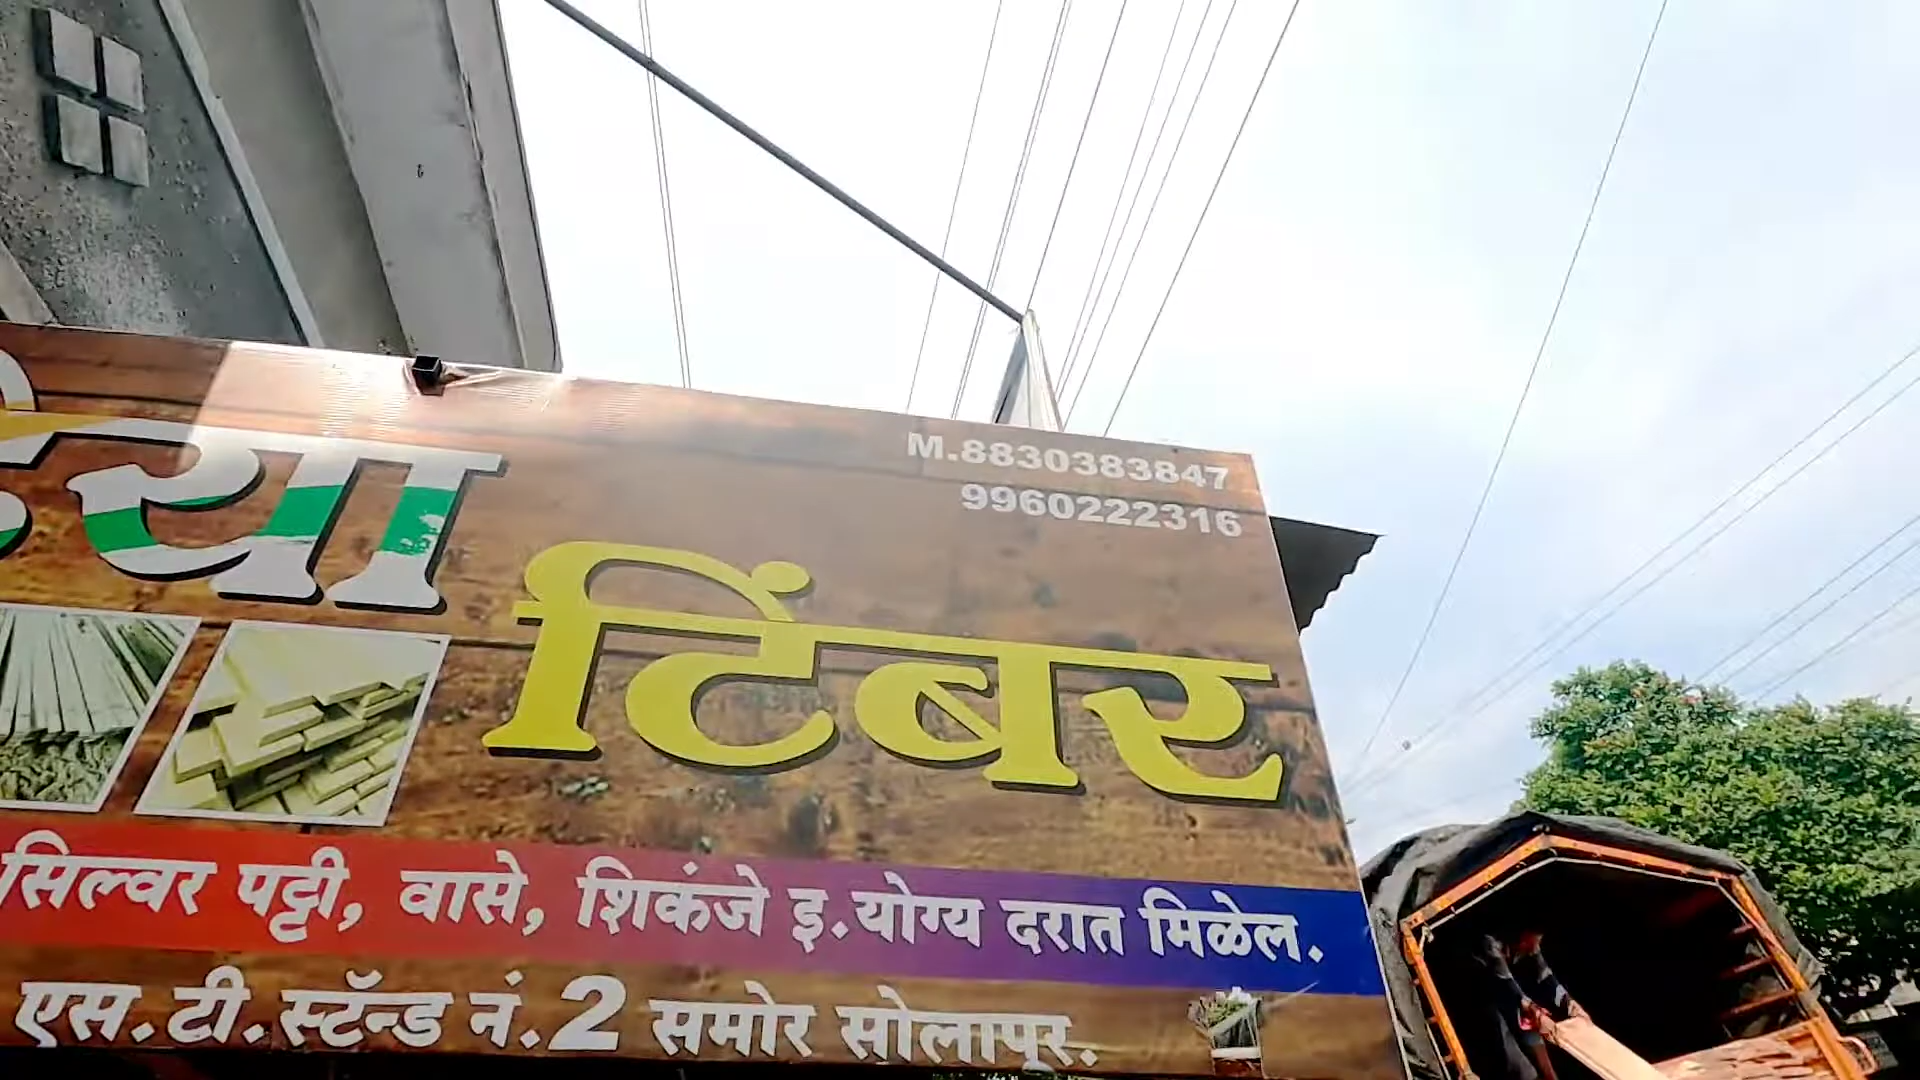 M.8830383847
9960222316
टिंबर
सिल्वर पट्टी, वासे, शिकंजे इ.योग्य दरात मिळेल.
एस.टी.स्टॅन्ड नं.2 समोर सोलापूर.